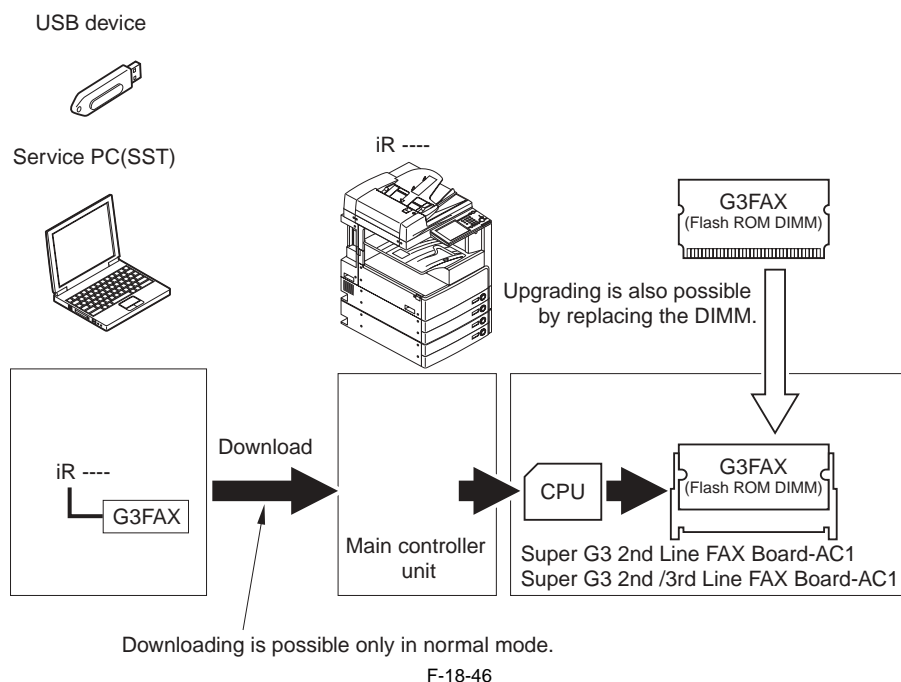 USB device
Service PC(SST)
iR ----
G3FAX
(Flash ROM DIMM)
Upgrading is also possible
by replacing the DIMM.
iR ----
G3FAX
Download
Main controller
unit
CPU
G3FAX
(Flash ROM DIMM)
Super G3 2nd Line FAX Board-AC1
Super G3 2nd /3rd Line FAX Board-AC1
Downloading is possible only in normal mode.
F-18-46